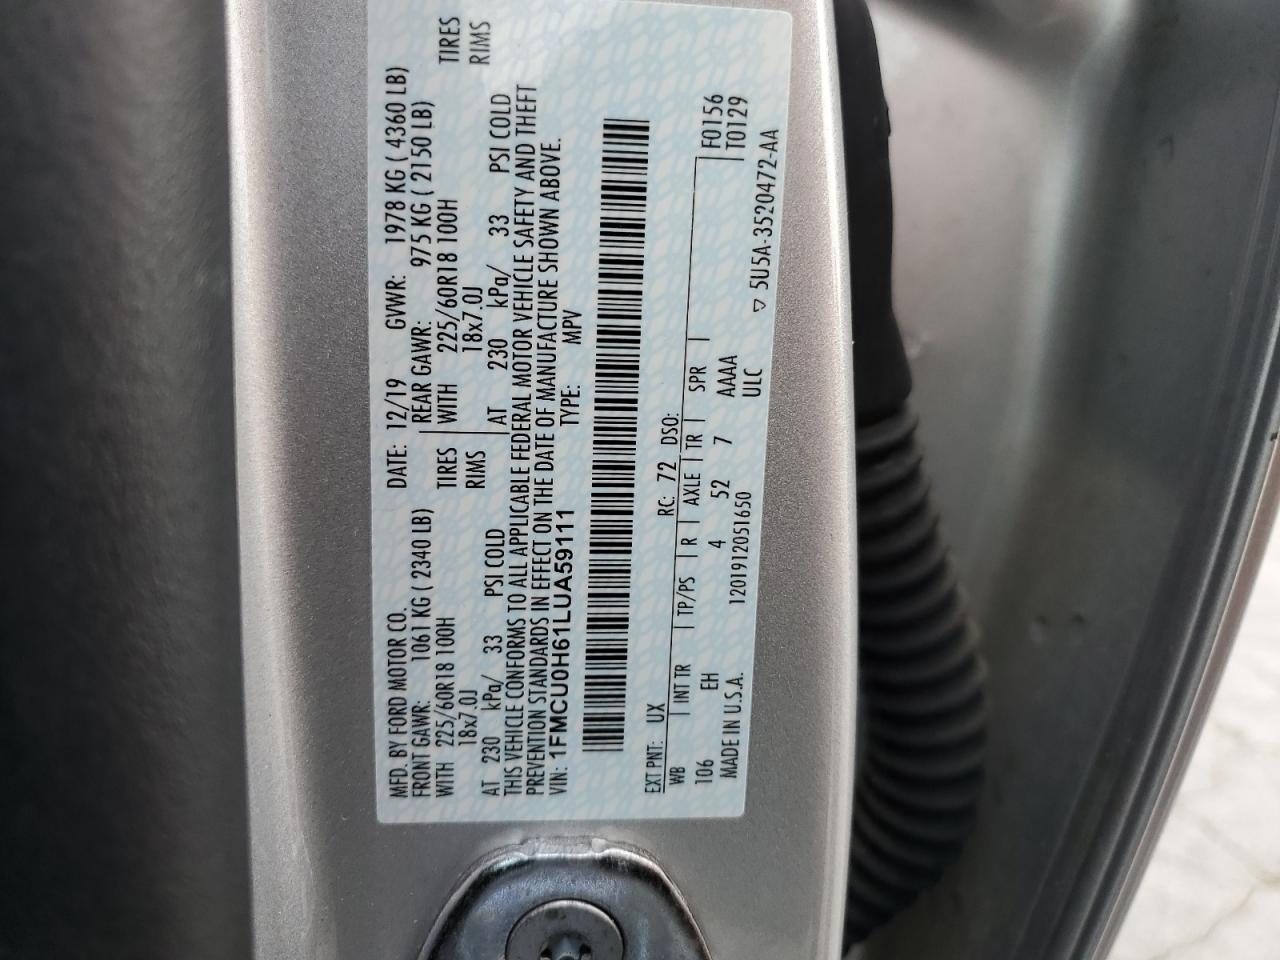 MFD. BY FORD MOTOR CO. DATE: 12/19 GVWR: 1978 KG ( 4360 LB)
FRONT GAWR: 1061 KG ( 2340 LB) REAR GAWR: 975 KG ( 2150 LB)
WITH 225/60R18 100H TIRES WITH 225/60R18 100H TIRES
18x7.0J RIMS 18x7.0J RIMS
AT 230 kPa/ 33 PSI COLD AT 230 kPa/ 33 PSI COLD
THIS VEHICLE CONFORMS TO ALL APPLICABLE FEDERAL MOTOR VEHICLE SAFETY AND THEFT
PREVENTION STANDARDS IN EFFECT ON THE DATE OF MANUFACTURE SHOWN ABOVE.
VIN: 1FMCU0H61LUA59111 TYPE: MPV
EXT PNT: UX RC: 72 DSO:
WB INT TR TP/PS R AXLE TR SPR F0156
106 EH 4 52 7 AAAA T0129
MADE IN U.S.A. 1201912051650 ULC
5U5A-3520472-AA